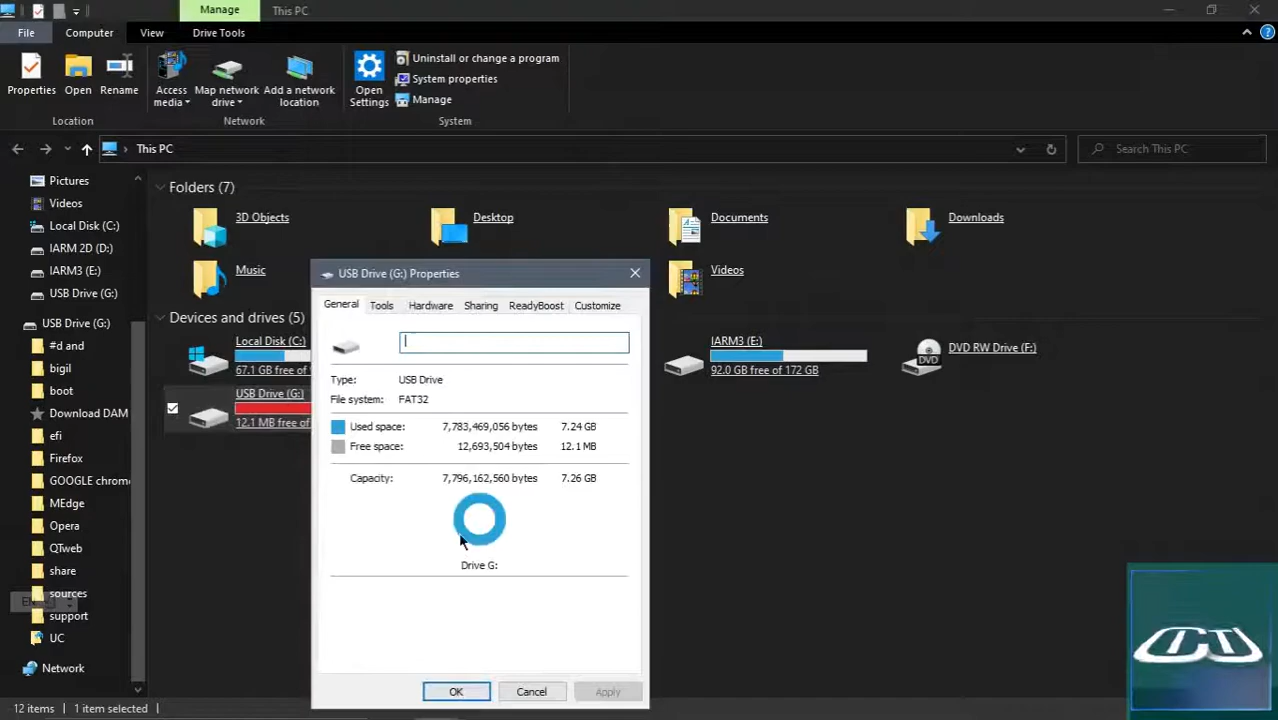 Manage
This PC
File
Computer
View
Drive Tools
Properties
Open
Rename
Access media
Map network drive
Add a network location
Open Settings
Uninstall or change a program
System properties
Manage
Location
Network
System
This PC
Search This PC
Pictures
Videos
Local Disk (C:)
IARM 2D (D:)
IARM3 (E:)
USB Drive (G:)
USB Drive (G:)
#d and
bigil
boot
Download DAM
efi
Firefox
GOOGLE chrome
MEdge
Opera
QTweb
share
sources
support
UC
Network
Folders (7)
3D Objects
Desktop
Documents
Downloads
Music
Videos
Devices and drives (5)
Local Disk (C:)
67.1 GB free of
USB Drive (G:)
12.1 MB free of
IARM3 (E:)
92.0 GB free of 172 GB
DVD RW Drive (F:)
DVD
USB Drive (G:) Properties
General
Tools
Hardware
Sharing
ReadyBoost
Customize
Type: USB Drive
File system: FAT32
Used space: 7,783,469,056 bytes 7.24 GB
Free space: 12,693,504 bytes 12.1 MB
Capacity: 7,796,162,560 bytes 7.26 GB
Drive G:
OK
Cancel
Apply
12 items
1 item selected